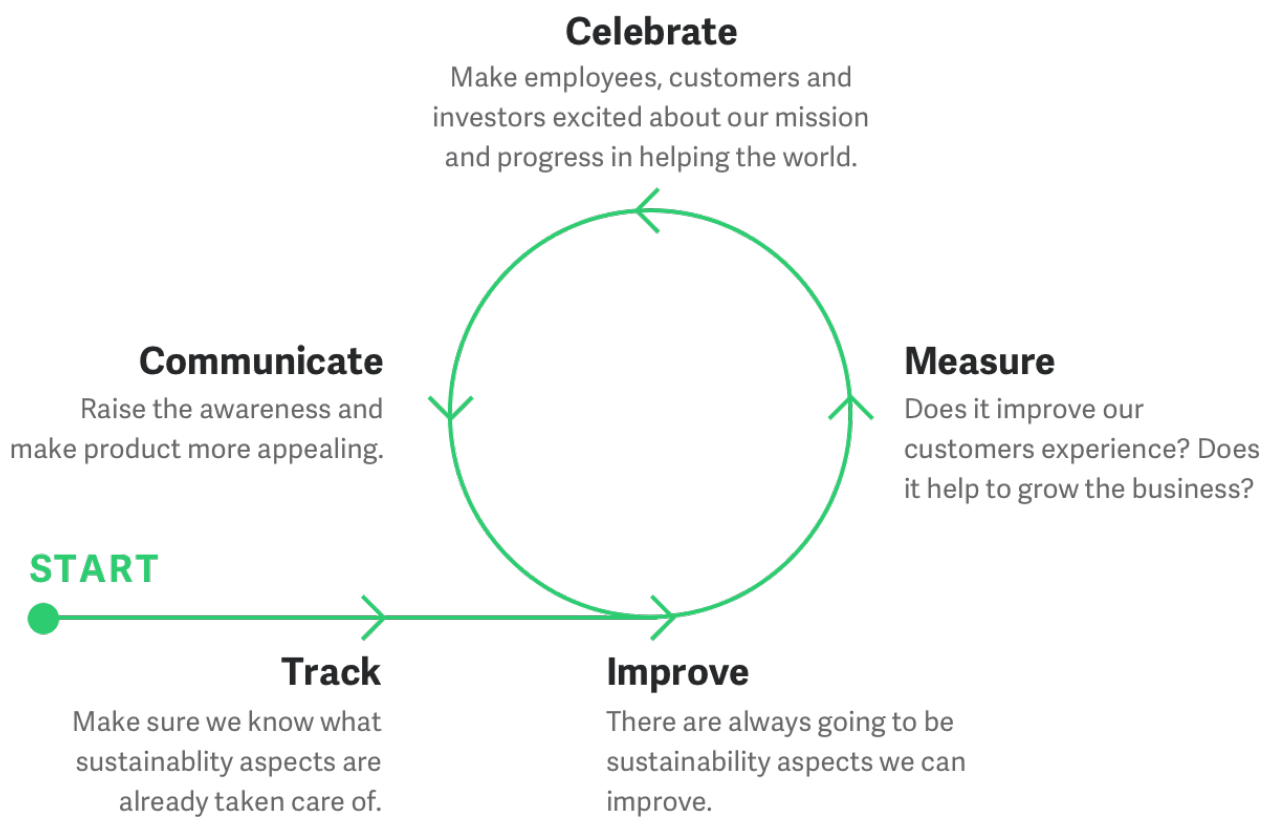 Celebrate
Make employees, customers and
investors excited about our mission
and progress in helping the world.
Communicate
Raise the awareness and
make product more appealing.
Measure
Does it improve our
customers experience? Does
it help to grow the business?
START
Track
Make sure we know what
sustainablity aspects are
already taken care of.
Improve
There are always going to be
sustainability aspects we can
improve.